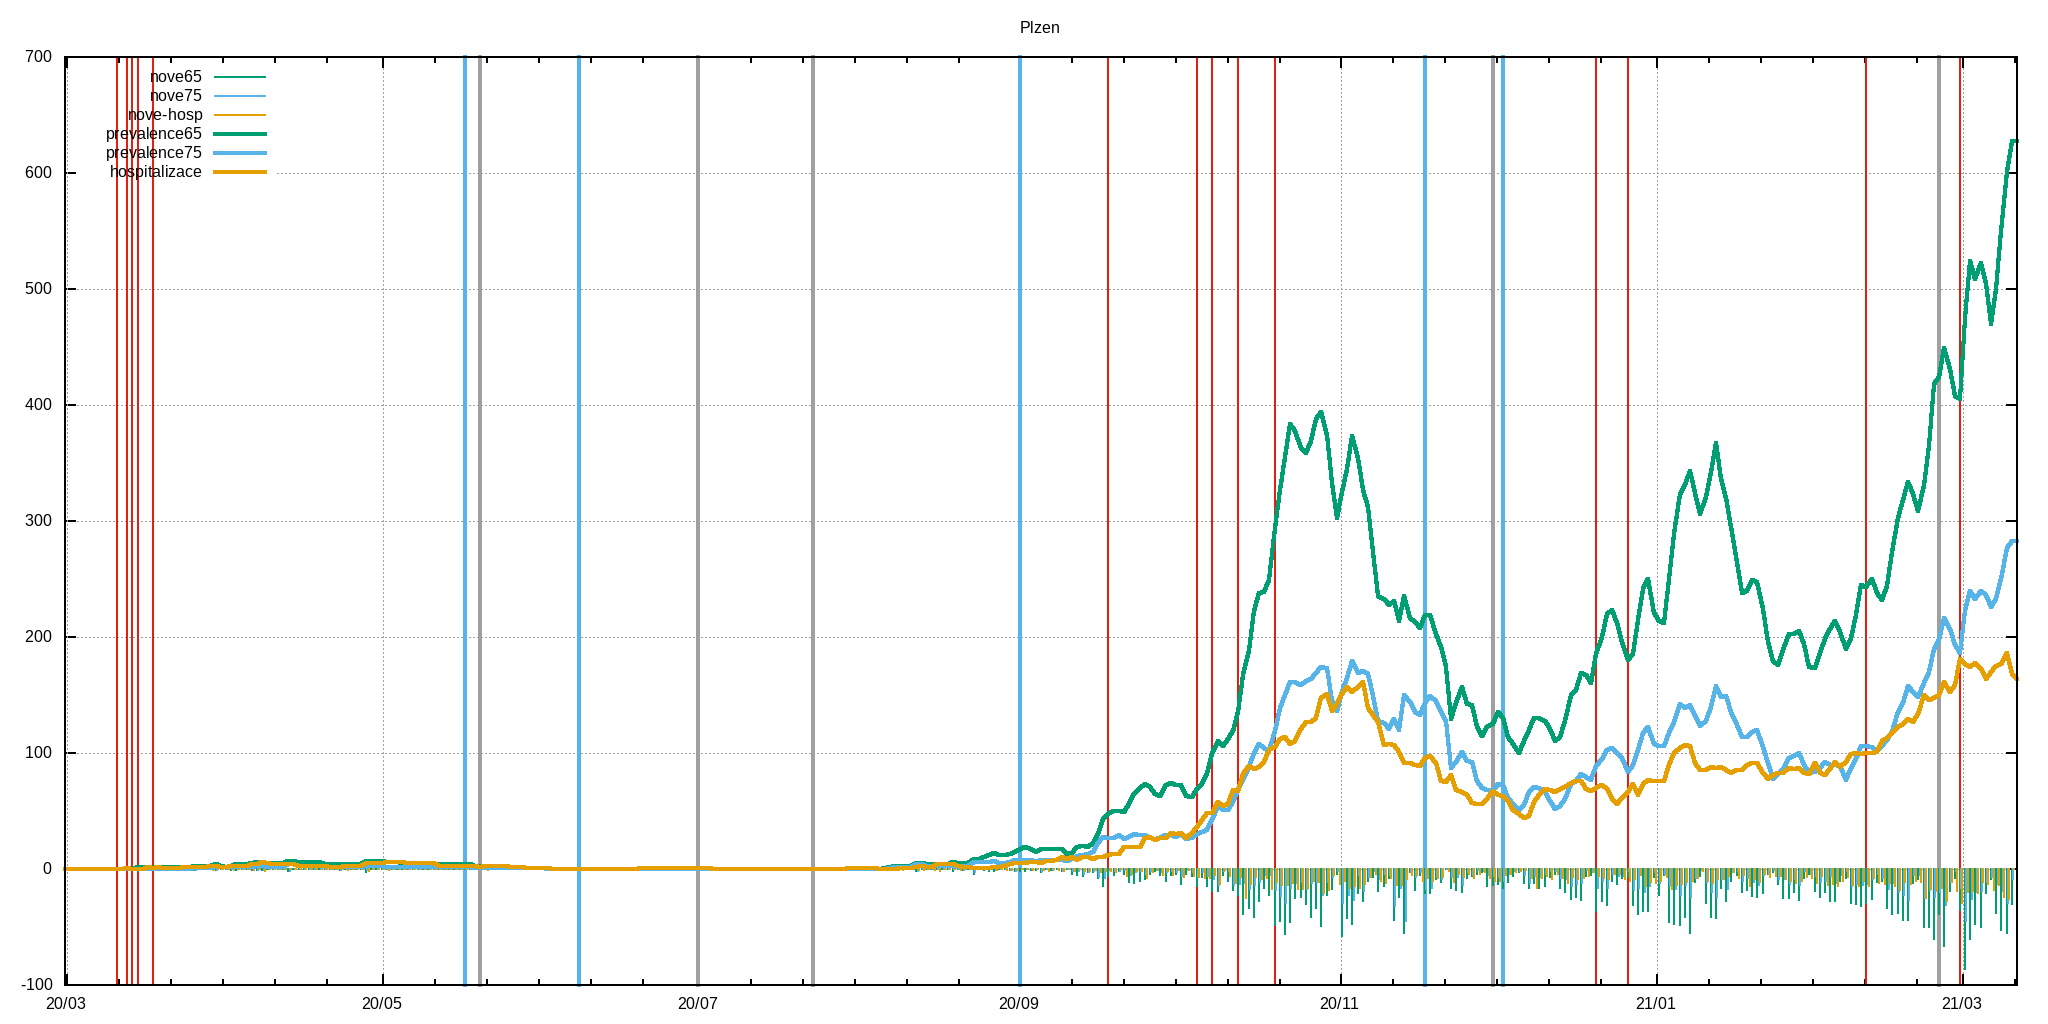 Plzen
700
600
500
400
300
200
100
0
-100
nove65
nove75
nove-hosp
prevalence65
prevalence75
hospitalizace
20/03 20/05 20/07 20/09 20/11 21/01 21/03